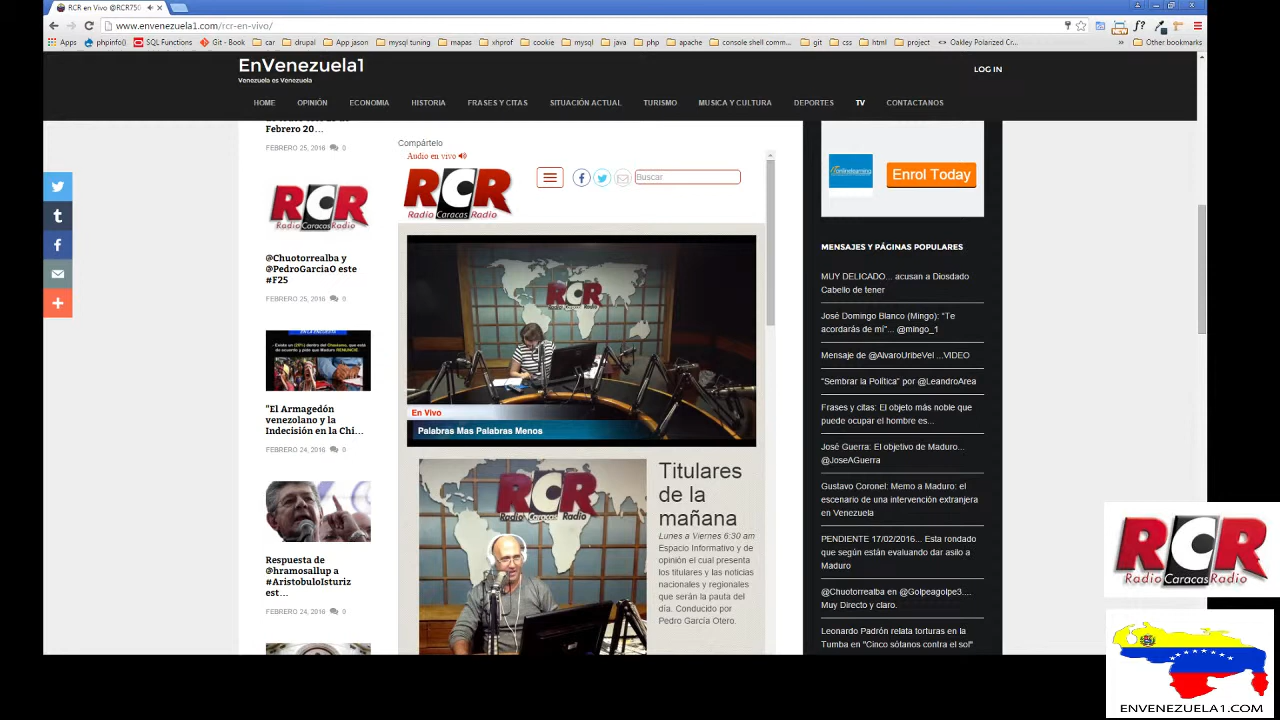 RCR en Vivo @RCR750
www.envenezuela1.com/rcr-en-vivo/
Apps
phpinfo()
SQL Functions
Git - Book
car
drupal
App jason
mysql tuning
mapas
xhprof
cookie
mysql
java
php
apache
console shell comm...
git
css
html
project
Oakley Polarized Cr...
Other bookmarks
EnVenezuela1
Venezuela es Venezuela
LOG IN
HOME
OPINIÓN
ECONOMIA
HISTORIA
FRASES Y CITAS
SITUACIÓN ACTUAL
TURISMO
MUSICA Y CULTURA
DEPORTES
TV
CONTACTANOS
Febrero 20...
FEBRERO 25, 2016 0
RCR
Radio Caracas Radio
@Chuotorrealba y
@PedroGarciaO este
#F25
FEBRERO 25, 2016 0
"El Armagedón
venezolano y la
Indecisión en la Chi...
FEBRERO 24, 2016 0
Respuesta de
@hramosallup a
#AristobuloIsturiz
est...
FEBRERO 24, 2016 0
Compártelo
Audio en vivo
RCR
Radio Caracas Radio
Buscar
RCR
En Vivo
Palabras Mas Palabras Menos
RCR
Radio Caracas Radio
Titulares
de la
mañana
Lunes a Viernes 6:30 am
Espacio Informativo y de
opinión el cual presenta
los titulares y las noticias
nacionales y regionales
que serán la pauta del
día. Conducido por
Pedro García Otero.
onlinelearning
Enrol Today
MENSAJES Y PÁGINAS POPULARES
MUY DELICADO... acusan a Diosdado
Cabello de tener
José Domingo Blanco (Mingo): "Te
acordarás de mí"... @mingo_1
Mensaje de @AlvaroUribeVel ...VIDEO
"Sembrar la Política" por @LeandroArea
Frases y citas: El objeto más noble que
puede ocupar el hombre es...
José Guerra: El objetivo de Maduro...
@JoseAGuerra
Gustavo Coronel: Memo a Maduro: el
escenario de una intervención extranjera
en Venezuela
PENDIENTE 17/02/2016... Esta rondado
que según están evaluando dar asilo a
Maduro
@Chuotorrealba en @Golpeagolpe3....
Muy Directo y claro.
Leonardo Padrón relata torturas en la
Tumba en "Cinco sótanos contra el sol"
RCR
Radio Caracas Radio
ENVENEZUELA1.COM